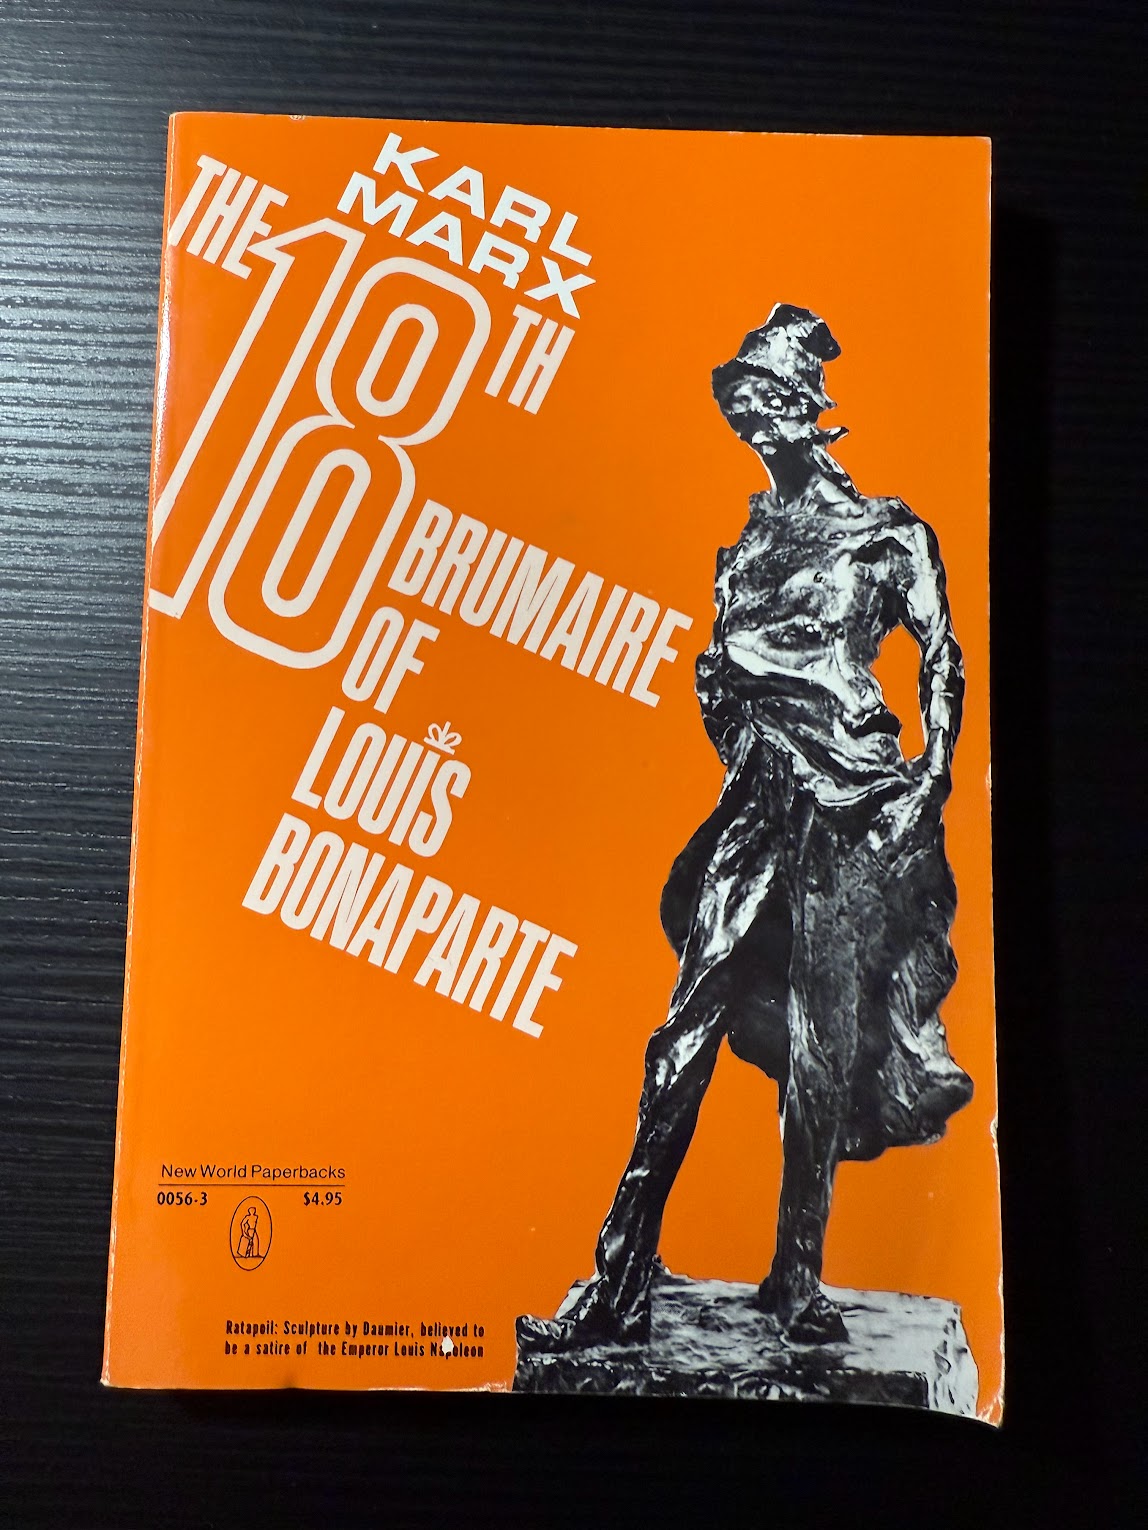 KARL
MARX
THE
18TH
BRUMAIRE
OF
LOUIS
BONAPARTE
New World Paperbacks
0056-3 $4.95
Ratapoil: Sculpture by Daumier, believed to
be a satire of the Emperor Louis Napoleon